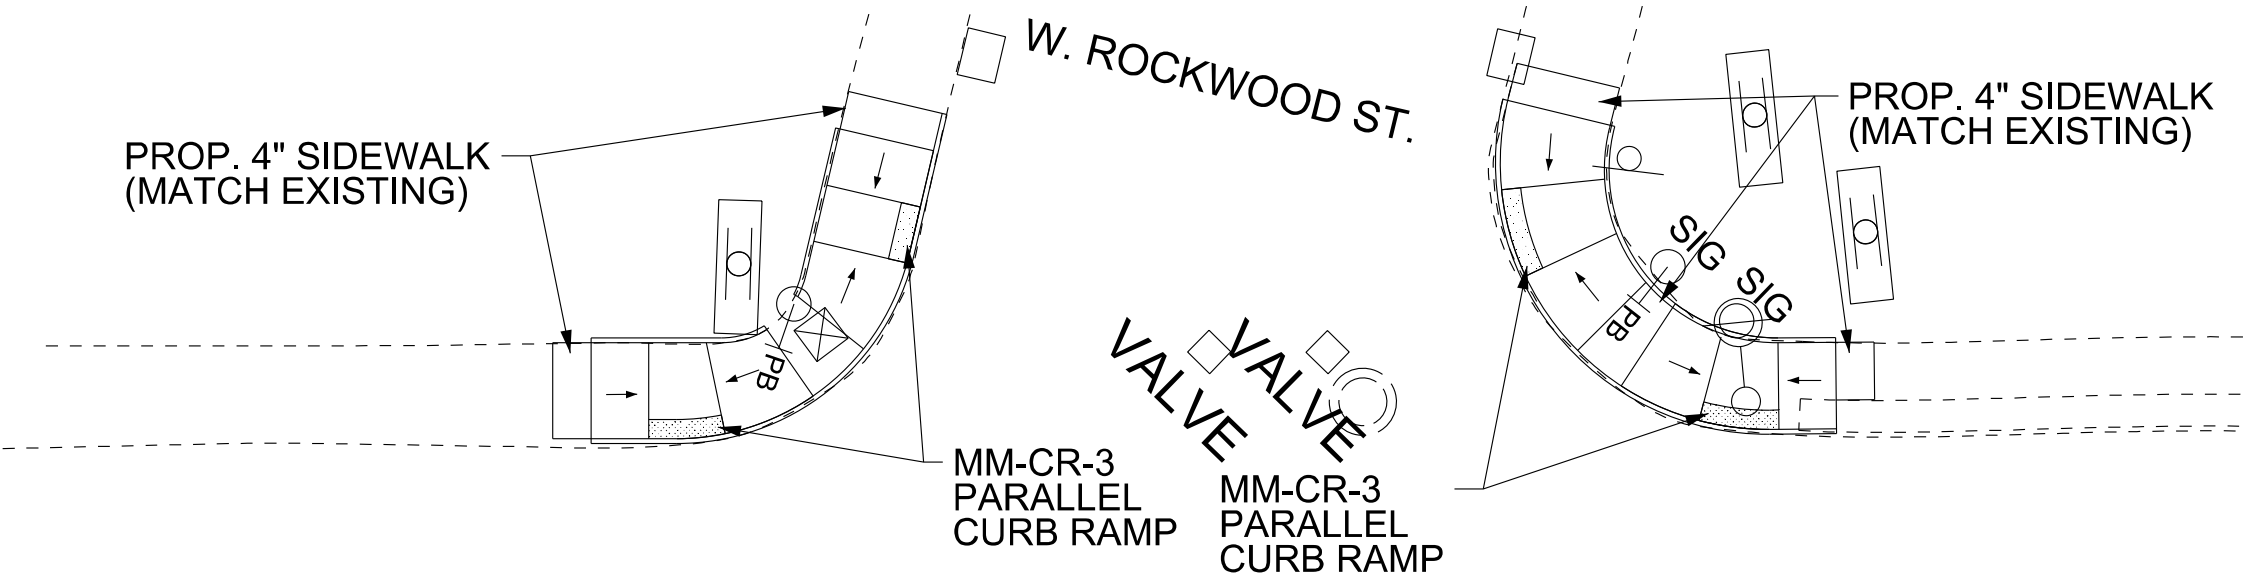 W. ROCKWOOD ST.
PROP. 4" SIDEWALK
(MATCH EXISTING)
PROP. 4" SIDEWALK
(MATCH EXISTING)
SIG
SIG
PB
PB
VALVE
VALVE
MM-CR-3
PARALLEL
CURB RAMP
MM-CR-3
PARALLEL
CURB RAMP